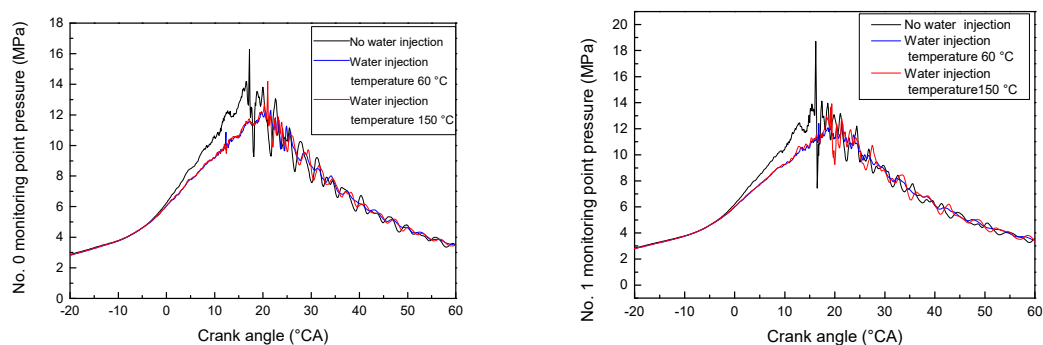 No. 0 monitoring point pressure (MPa)
18
16
14
12
10
8
6
4
2
0
-20
-10
0
10
20
30
40
50
60
Crank angle (°CA)
No water injection
Water injection
temperature 60 °C
Water injection
temperature 150 °C
No. 1 monitoring point pressure (MPa)
20
18
16
14
12
10
8
6
4
2
0
-20
-10
0
10
20
30
40
50
60
Crank angle (°CA)
No water injection
Water injection
temperature 60 °C
Water injection
temperature150 °C